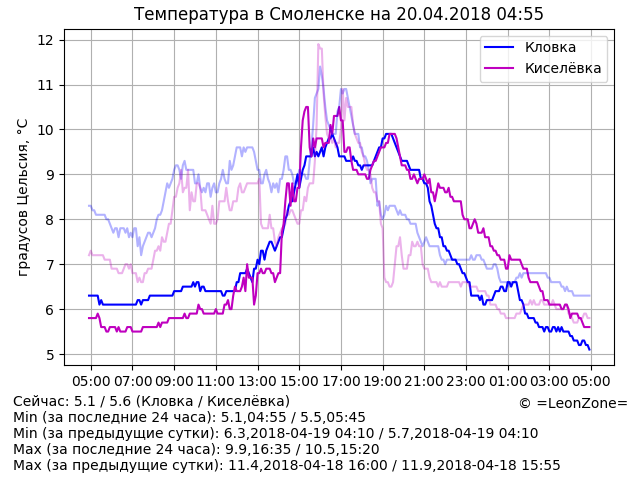 Температура в Смоленске на 20.04.2018 04:55
градусов Цельсия, °C
12
11
10
9
8
7
6
5
Кловка
Киселёвка
05:00 07:00 09:00 11:00 13:00 15:00 17:00 19:00 21:00 23:00 01:00 03:00 05:00
Сейчас: 5.1 / 5.6 (Кловка / Киселёвка)
© =LeonZone=
Min (за последние 24 часа): 5.1,04:55 / 5.5,05:45
Min (за предыдущие сутки): 6.3,2018-04-19 04:10 / 5.7,2018-04-19 04:10
Max (за последние 24 часа): 9.9,16:35 / 10.5,15:20
Max (за предыдущие сутки): 11.4,2018-04-18 16:00 / 11.9,2018-04-18 15:55